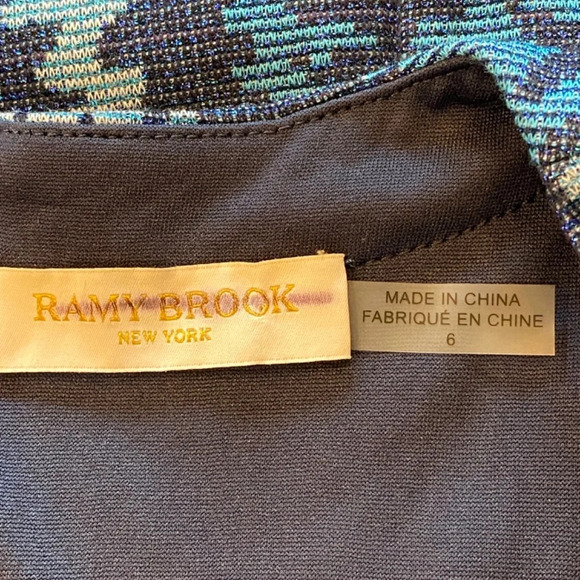 RAMY BROOK
NEW YORK
MADE IN CHINA
FABRIQUÉ EN CHINE
6